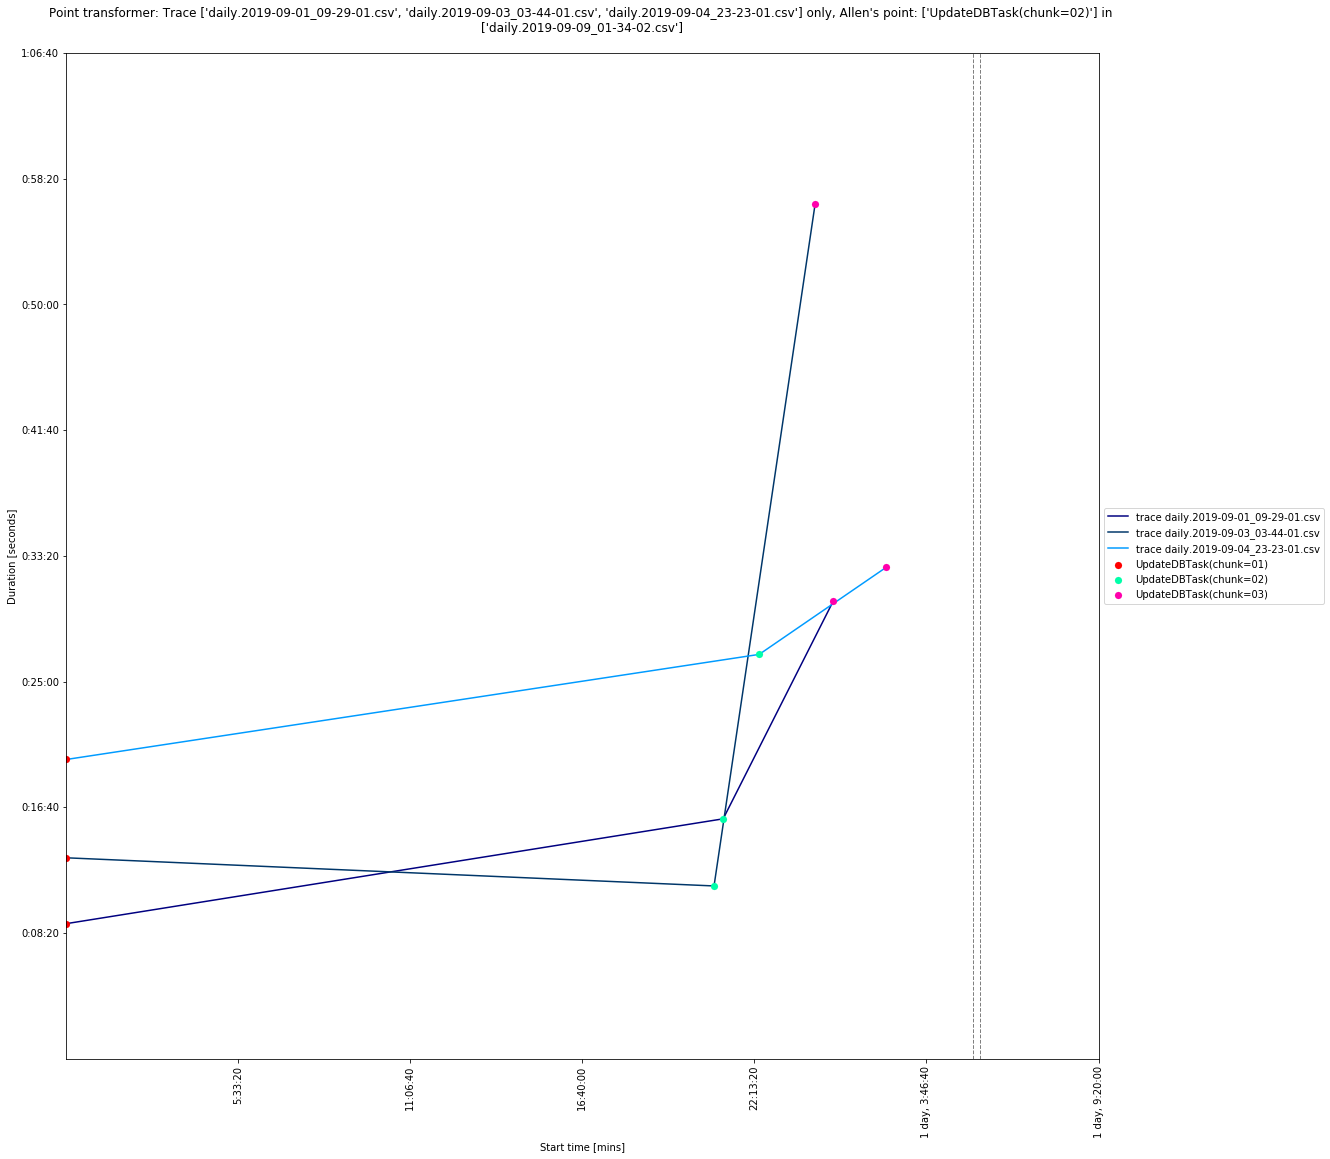 Point transformer: Trace ['daily.2019-09-01_09-29-01.csv', 'daily.2019-09-03_03-44-01.csv', 'daily.2019-09-04_23-23-01.csv'] only, Allen's point: ['UpdateDBTask(chunk=02)'] in
['daily.2019-09-09_01-34-02.csv']
1:06:40
0:58:20
0:50:00
0:41:40
0:33:20
0:25:00
0:16:40
0:08:20
Duration [seconds]
5:33:20
11:06:40
16:40:00
22:13:20
1 day, 3:46:40
1 day, 9:20:00
Start time [mins]
trace daily.2019-09-01_09-29-01.csv
trace daily.2019-09-03_03-44-01.csv
trace daily.2019-09-04_23-23-01.csv
UpdateDBTask(chunk=01)
UpdateDBTask(chunk=02)
UpdateDBTask(chunk=03)